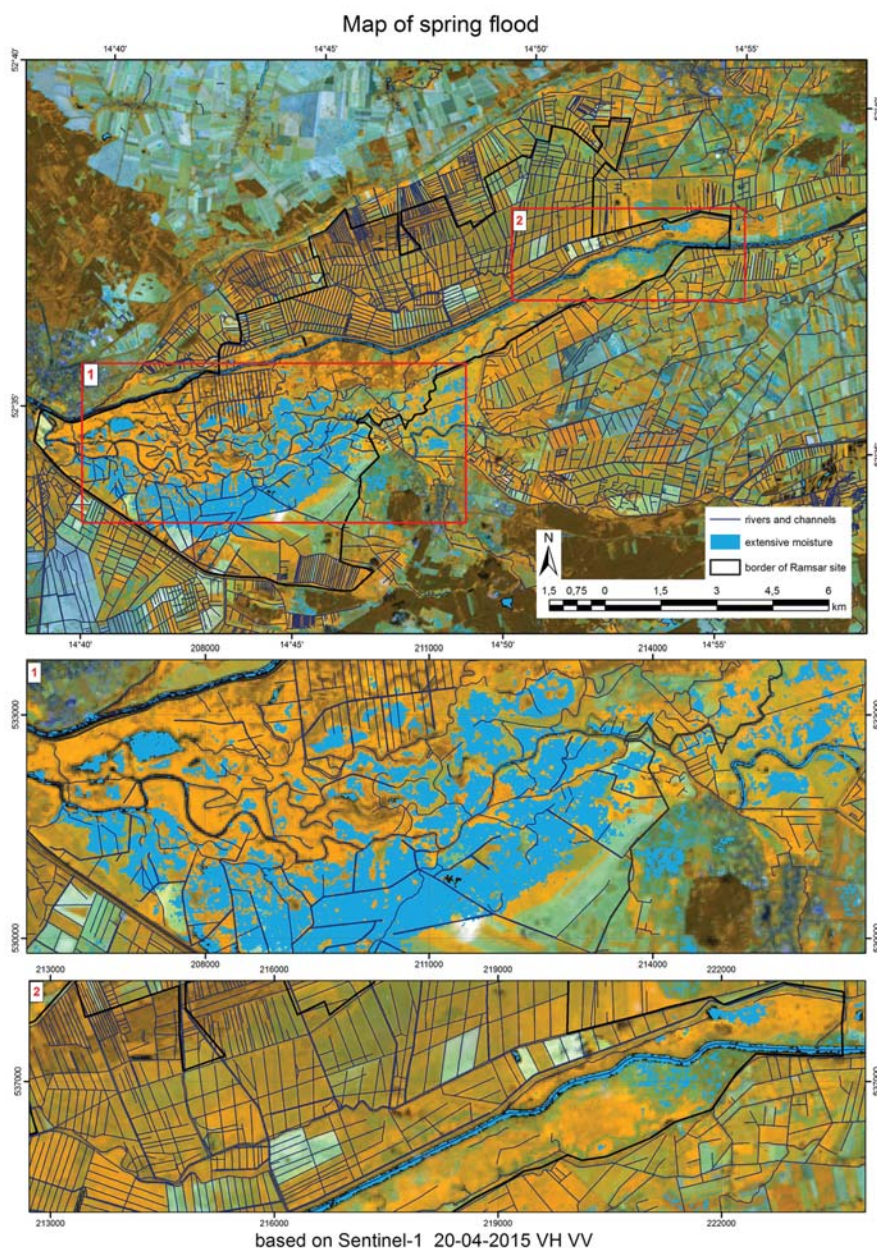 Map of spring flood
14°40' 14°45' 14°50' 14°55'
52°40'
2
1
52°35'
N
rivers and channels
extensive moisture
border of Ramsar site
1,5 0,75 0 1,5 3 4,5 6
km
14°40' 14°45' 14°50' 14°55'
208000 211000 214000
1
533000 533000
530000 530000
208000 211000 214000
213000 216000 219000 222000
2
537000 537000
213000 216000 219000 222000
based on Sentinel-1 20-04-2015 VH VV